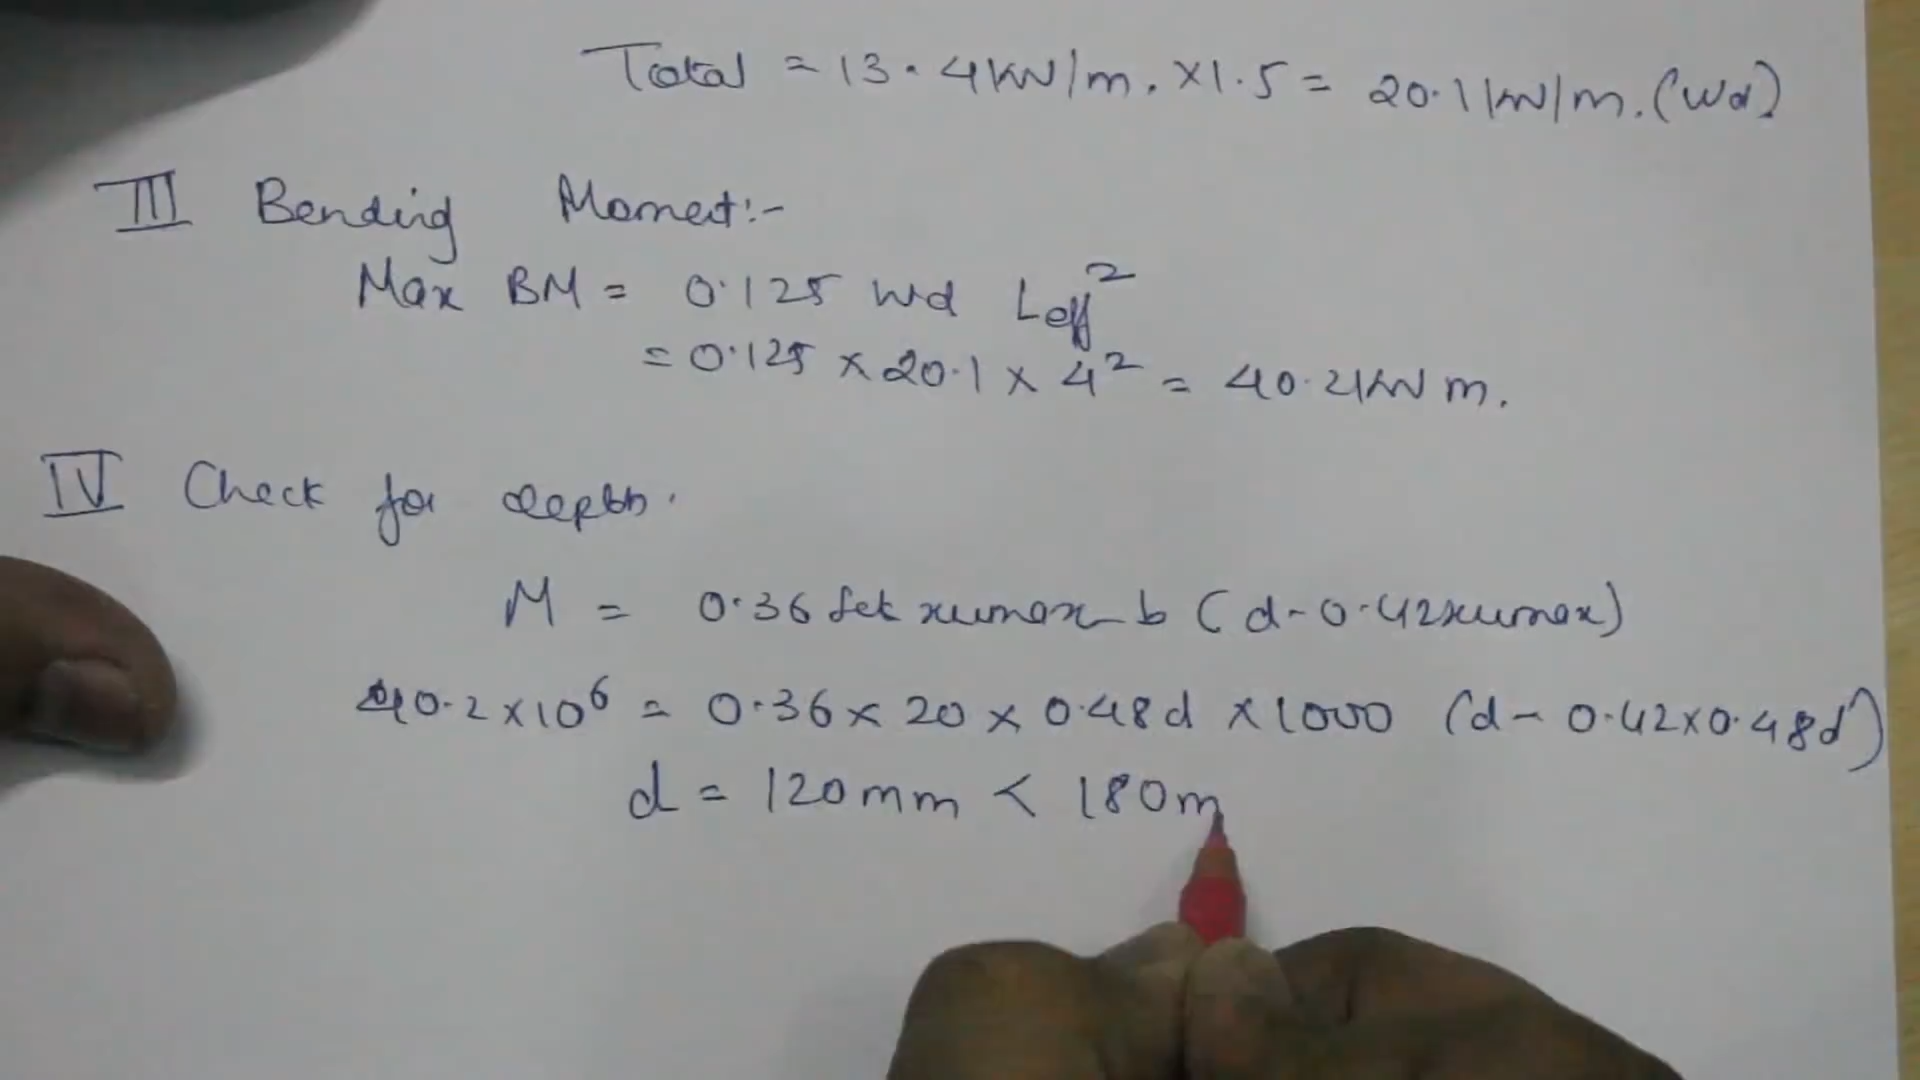 Total = 13.4 kN/m. x1.5 = 20.1 kN/m. (Wd)
III Bending Moment:-
Max BM = 0.125 wd Leff²
= 0.125 x 20.1 x 4² = 40.2 kN m.
IV Check for depth.
M = 0.36 fck xumax b (d - 0.42 xumax)
40.2 x 10⁶ = 0.36 x 20 x 0.48d x 1000 (d - 0.42 x 0.48d)
d = 120 mm < 180 m